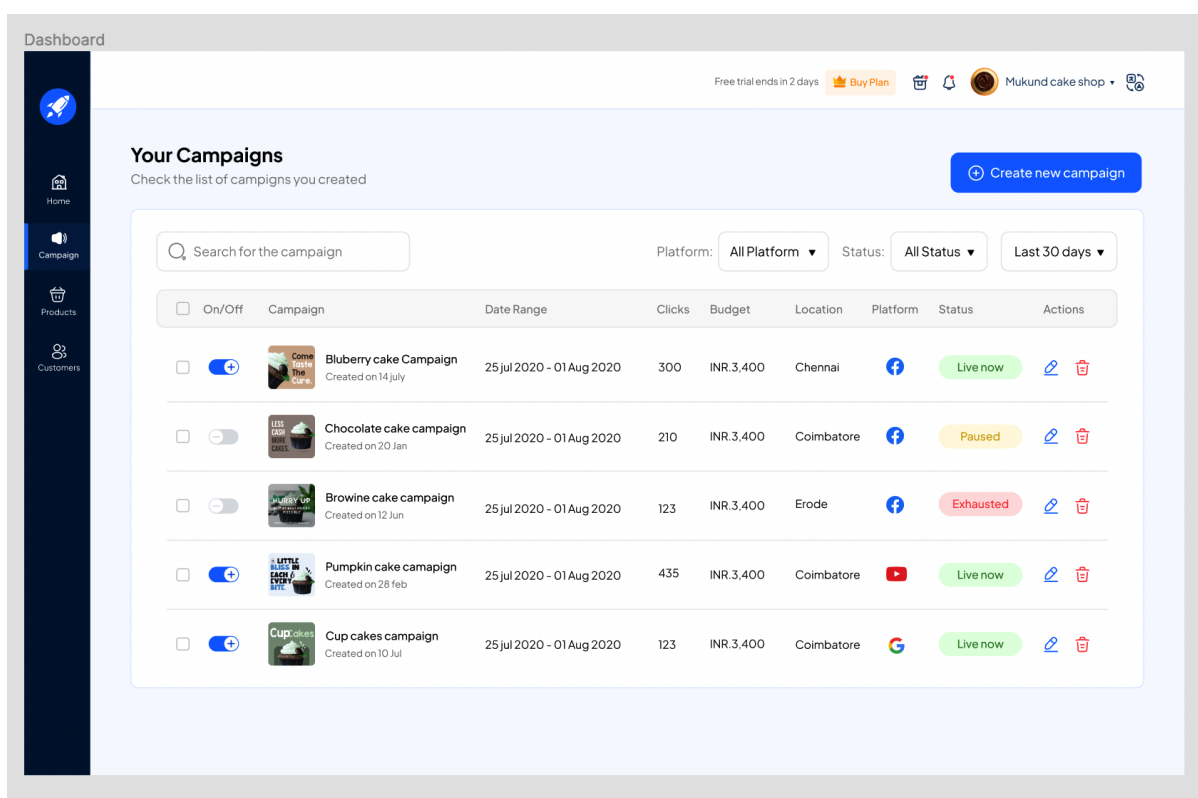 Dashboard
Free trial ends in 2 days
Buy Plan
Mukund cake shop
Home
Campaign
Products
Customers
Your Campaigns
Check the list of campigns you created
Create new campaign
Search for the campaign
Platform: All Platform ▼ Status: All Status ▼ Last 30 days ▼
On/Off Campaign Date Range Clicks Budget Location Platform Status Actions
Come
Taste
The
Cure.
Bluberry cake Campaign
Created on 14 july
25 jul 2020 - 01 Aug 2020 300 INR.3,400 Chennai Live now
LESS
CASH
MORE
CAKES.
Chocolate cake campaign
Created on 20 Jan
25 jul 2020 - 01 Aug 2020 210 INR.3,400 Coimbatore Paused
HURRY UP
Browine cake campaign
Created on 12 Jun
25 jul 2020 - 01 Aug 2020 123 INR.3,400 Erode Exhausted
LITTLE
BLISS IN
EACH &
EVERY
BITE.
Pumpkin cake camapign
Created on 28 feb
25 jul 2020 - 01 Aug 2020 435 INR.3,400 Coimbatore Live now
Cupcakes
Cup cakes campaign
Created on 10 Jul
25 jul 2020 - 01 Aug 2020 123 INR.3,400 Coimbatore Live now